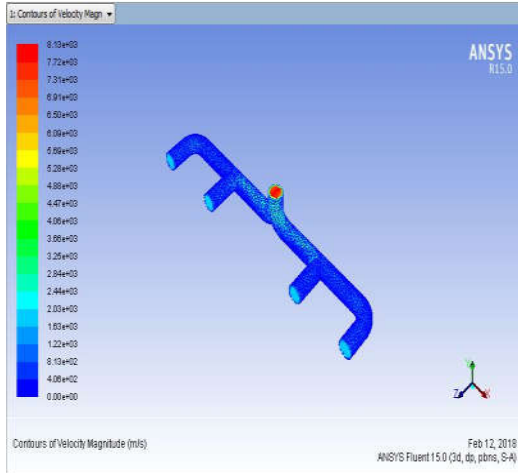 1: Contours of Velocity Magn
ANSYS
R15.0
8.13e+03
7.72e+03
7.31e+03
6.91e+03
6.50e+03
6.09e+03
5.69e+03
5.28e+03
4.88e+03
4.47e+03
4.06e+03
3.66e+03
3.25e+03
2.84e+03
2.44e+03
2.03e+03
1.63e+03
1.22e+03
8.13e+02
4.06e+02
0.00e+00
Y
Z
X
Contours of Velocity Magnitude (m/s)
Feb 12, 2018
ANSYS Fluent 15.0 (3d, dp, pbns, S-A)